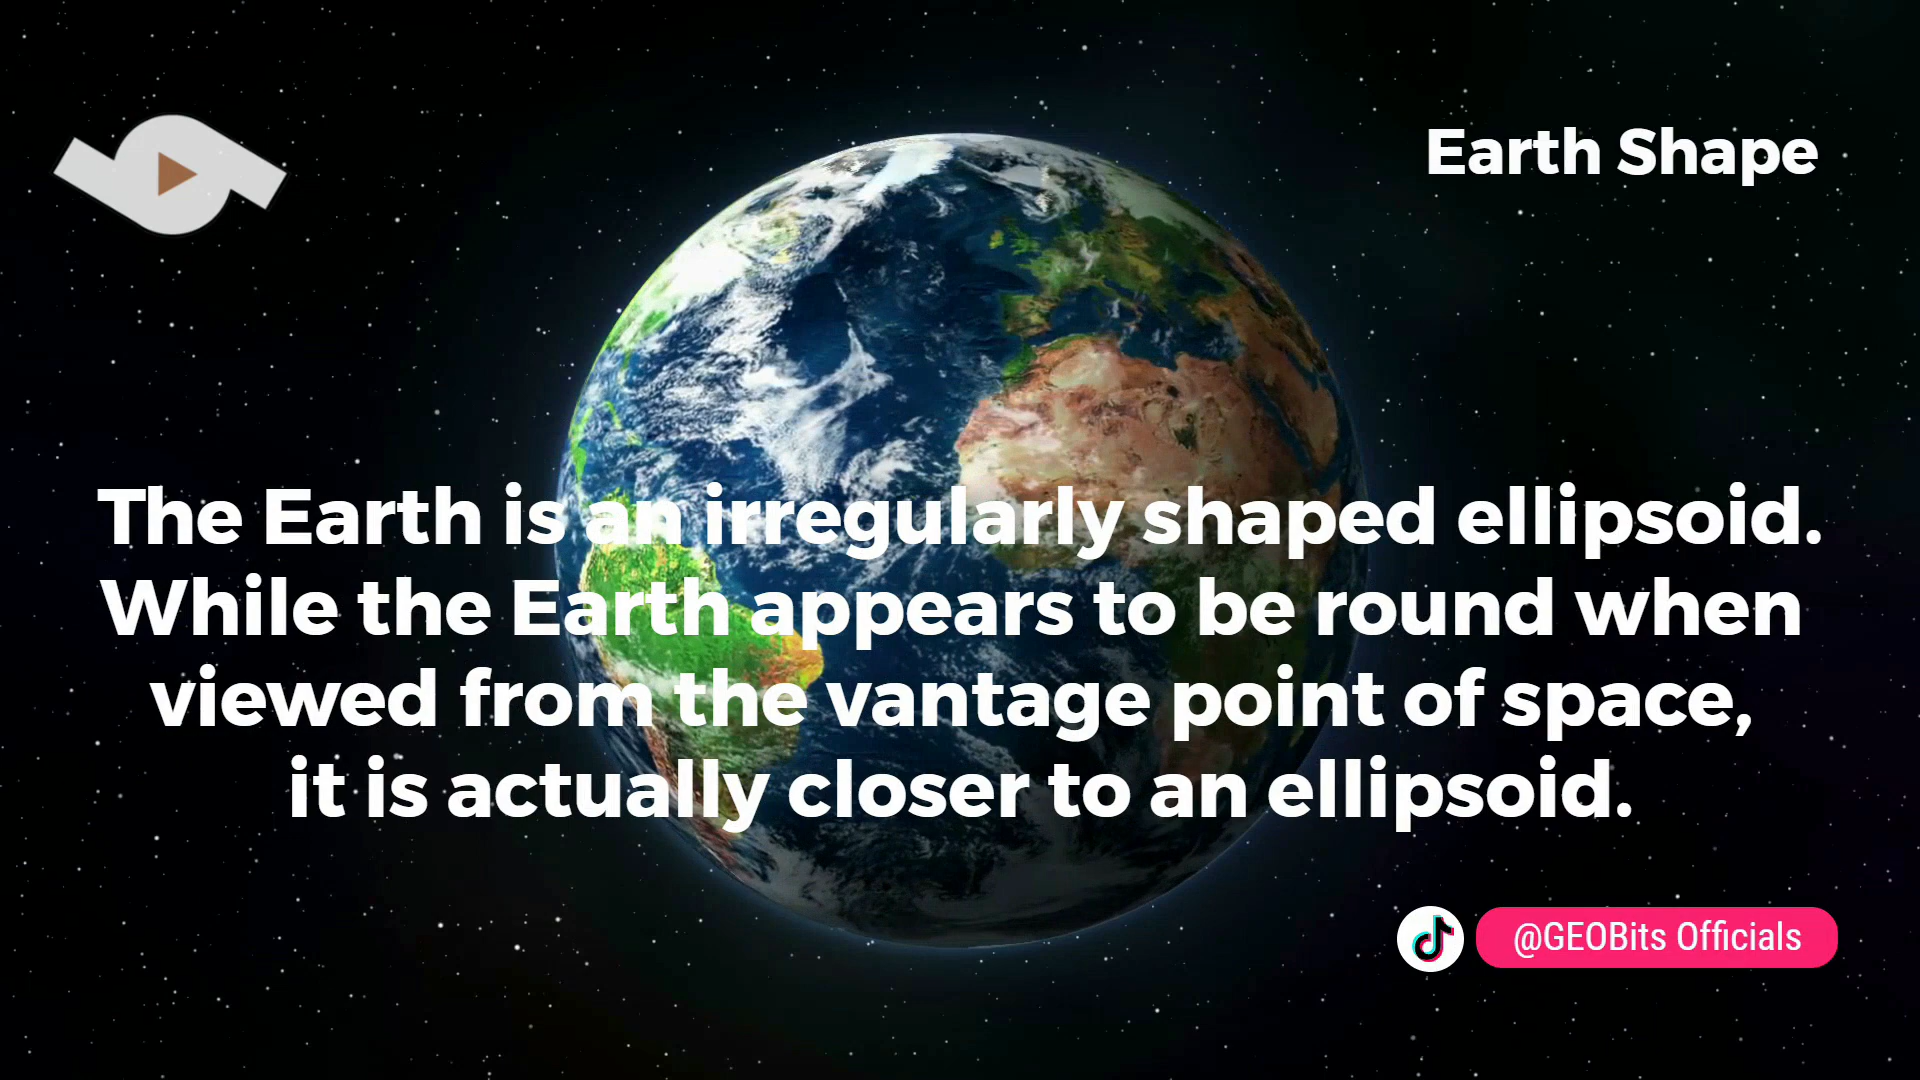 Earth Shape
The Earth is an irregularly shaped ellipsoid.
While the Earth appears to be round when
viewed from the vantage point of space,
it is actually closer to an ellipsoid.
@GEOBits Officials